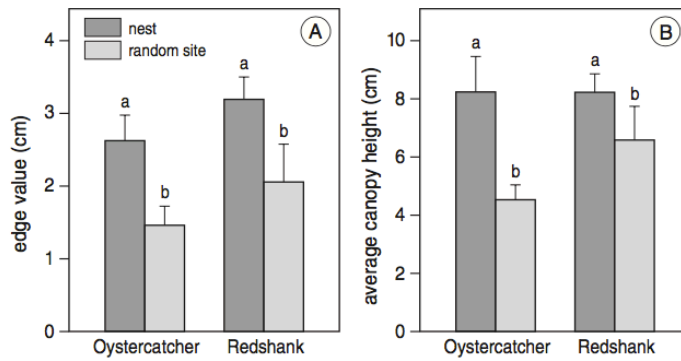 4
3
2
1
0
edge value (cm)
nest
random site
A
a
b
a
b
Oystercatcher
Redshank
10
8
6
4
2
0
average canopy height (cm)
B
a
b
a
b
Oystercatcher
Redshank